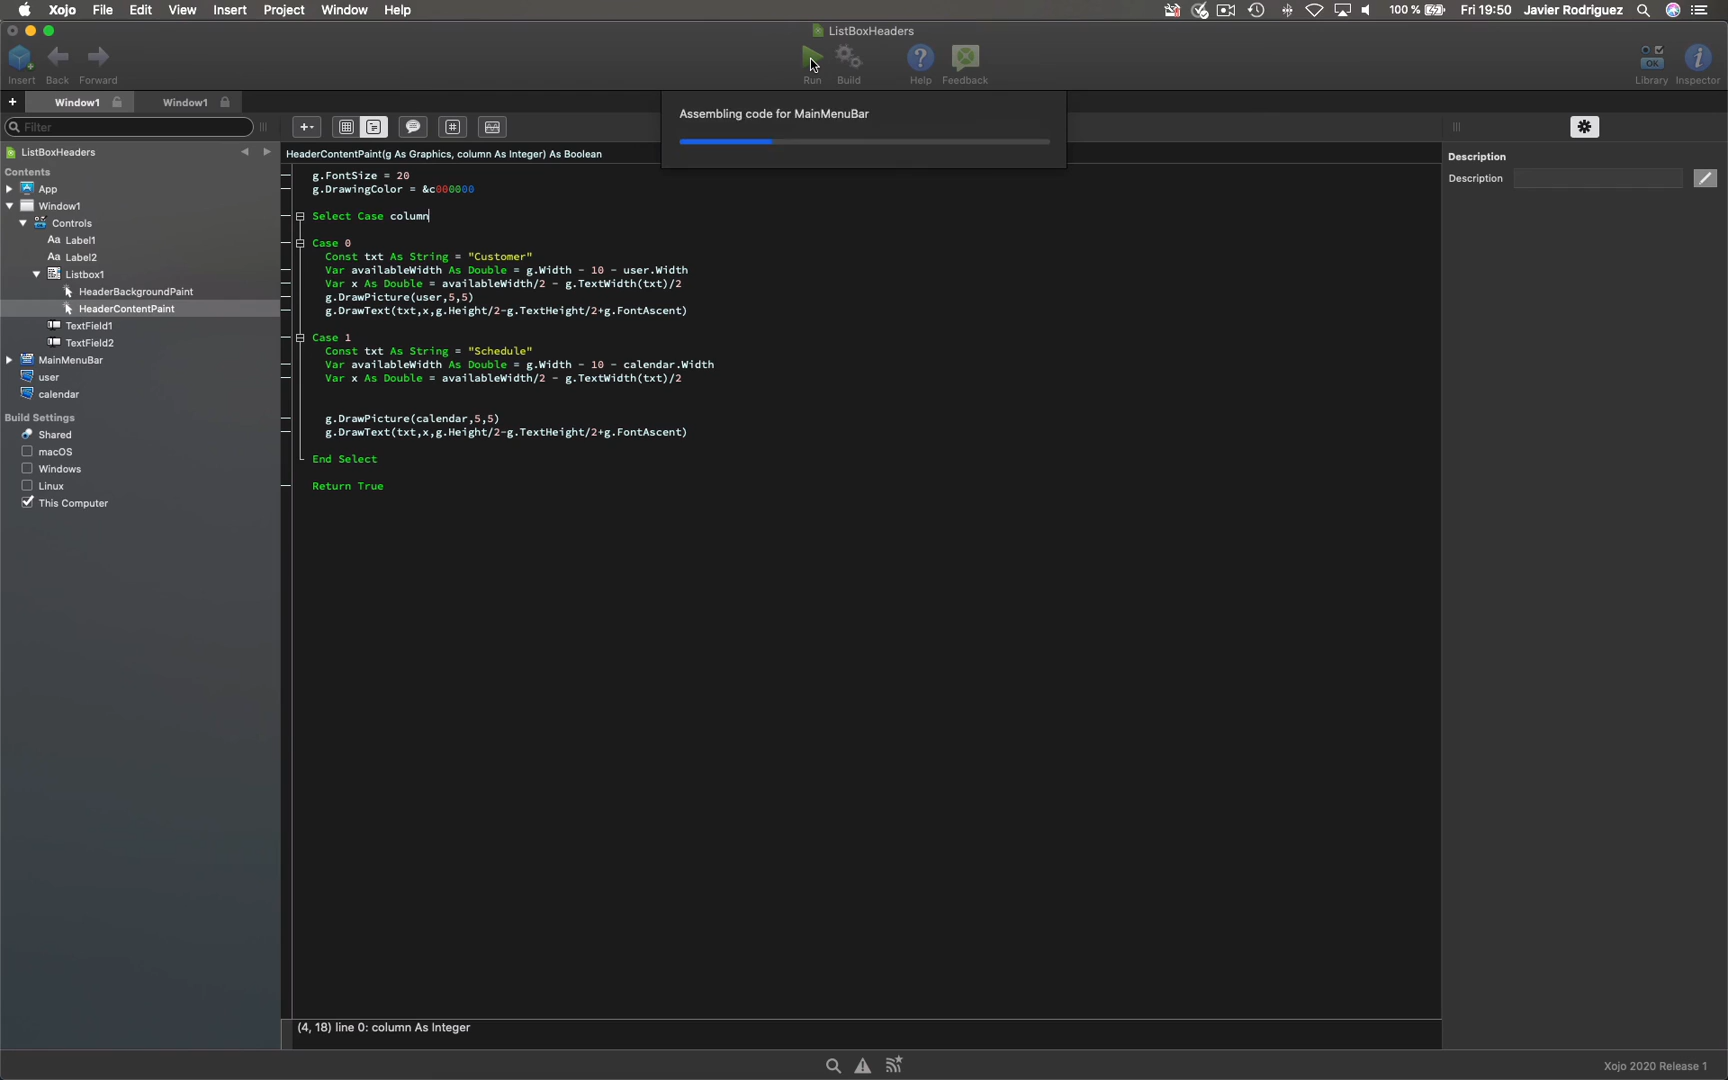 Xojo File Edit View Insert Project Window Help 100 % Fri 19:50 Javier Rodriguez
ListBoxHeaders
Insert Back Forward Run Build Help Feedback OK Library Inspector
+ Window1 Window1
Assembling code for MainMenuBar
Filter
ListBoxHeaders
HeaderContentPaint(g As Graphics, column As Integer) As Boolean
Contents
App
Window1
Controls
Aa Label1
Aa Label2
Listbox1
HeaderBackgroundPaint
HeaderContentPaint
TextField1
TextField2
MainMenuBar
user
calendar
Build Settings
Shared
macOS
Windows
Linux
This Computer
g.FontSize = 20
g.DrawingColor = &c000000
Select Case column
Case 0
Const txt As String = "Customer"
Var availableWidth As Double = g.Width - 10 - user.Width
Var x As Double = availableWidth/2 - g.TextWidth(txt)/2
g.DrawPicture(user,5,5)
g.DrawText(txt,x,g.Height/2-g.TextHeight/2+g.FontAscent)
Case 1
Const txt As String = "Schedule"
Var availableWidth As Double = g.Width - 10 - calendar.Width
Var x As Double = availableWidth/2 - g.TextWidth(txt)/2
g.DrawPicture(calendar,5,5)
g.DrawText(txt,x,g.Height/2-g.TextHeight/2+g.FontAscent)
End Select
Return True
Description
Description
(4, 18) line 0: column As Integer
Xojo 2020 Release 1